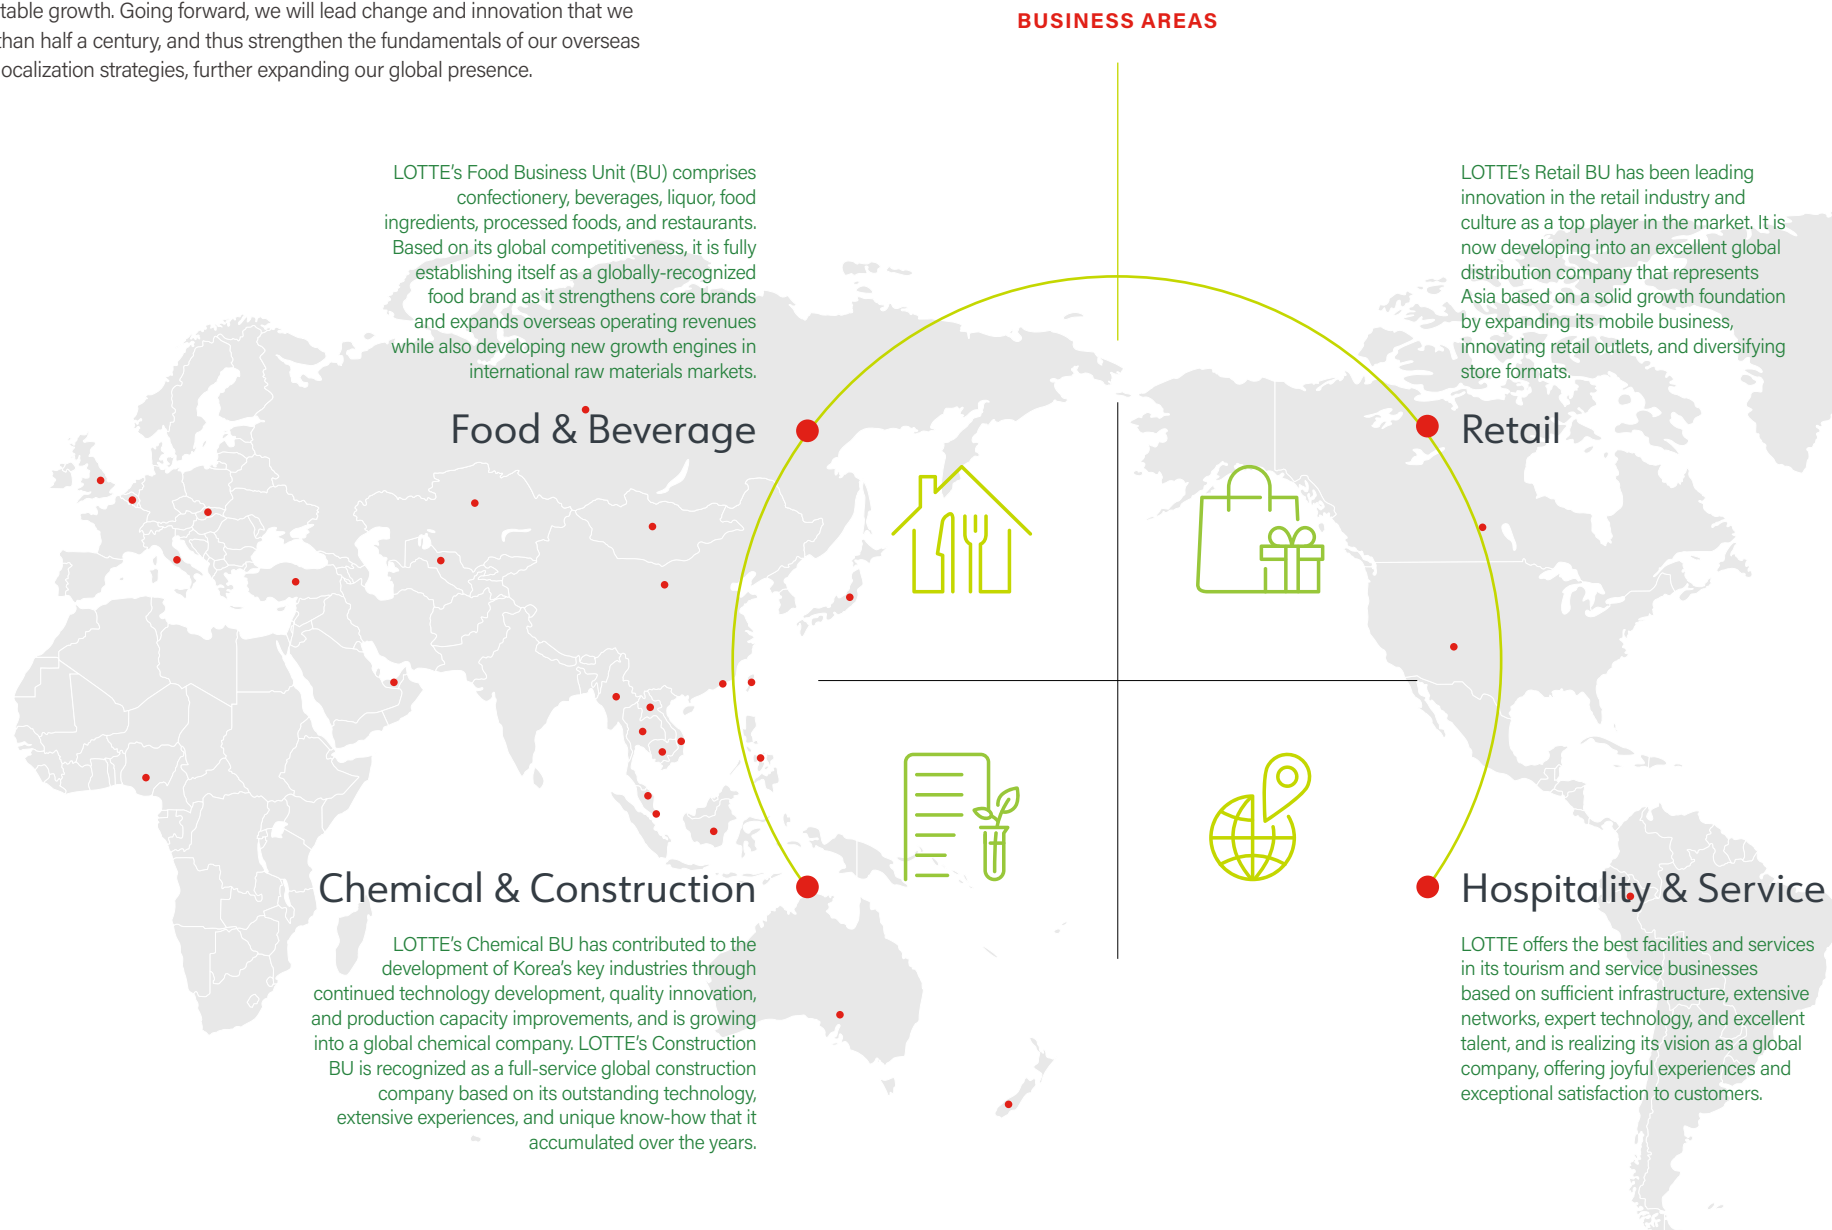 table growth. Going forward, we will lead change and innovation that we
than half a century, and thus strengthen the fundamentals of our overseas
ocalization strategies, further expanding our global presence.
BUSINESS AREAS
LOTTE's Food Business Unit (BU) comprises
confectionery, beverages, liquor, food
ingredients, processed foods, and restaurants.
Based on its global competitiveness, it is fully
establishing itself as a globally-recognized
food brand as it strengthens core brands
and expands overseas operating revenues
while also developing new growth engines in
international raw materials markets.
Food & Beverage
LOTTE's Retail BU has been leading
innovation in the retail industry and
culture as a top player in the market. It is
now developing into an excellent global
distribution company that represents
Asia based on a solid growth foundation
by expanding its mobile business,
innovating retail outlets, and diversifying
store formats.
Retail
Chemical & Construction
LOTTE's Chemical BU has contributed to the
development of Korea's key industries through
continued technology development, quality innovation,
and production capacity improvements, and is growing
into a global chemical company. LOTTE's Construction
BU is recognized as a full-service global construction
company based on its outstanding technology,
extensive experiences, and unique know-how that it
accumulated over the years.
Hospitality & Service
LOTTE offers the best facilities and services
in its tourism and service businesses
based on sufficient infrastructure, extensive
networks, expert technology, and excellent
talent, and is realizing its vision as a global
company, offering joyful experiences and
exceptional satisfaction to customers.